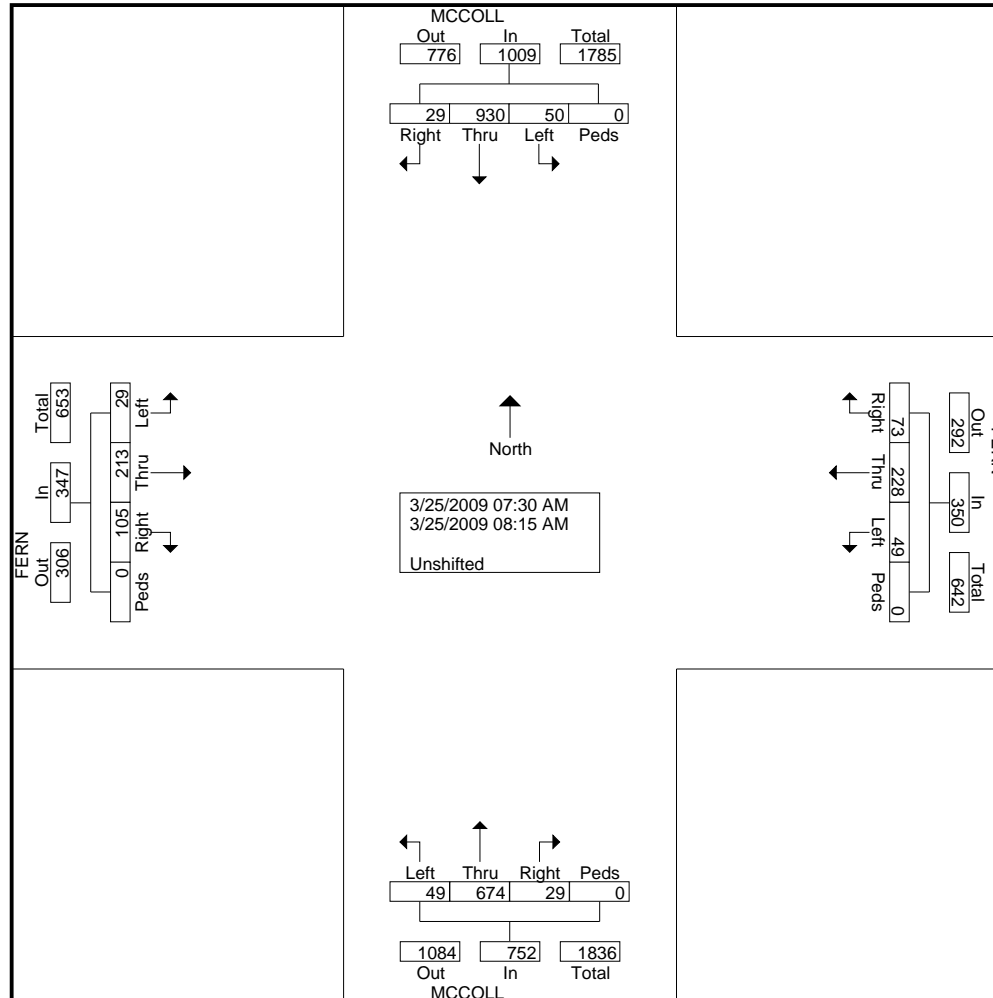 MCCOLL
Out In Total
776 1009 1785
29 930 50 0
Right Thru Left Peds
FERN
Total In Out
653 347 306
29 213 105 0
Left Thru Right Peds
North
3/25/2009 07:30 AM
3/25/2009 08:15 AM
Unshifted
Out In Total
292 350 642
73 228 49 0
Right Thru Left Peds
Left Thru Right Peds
49 674 29 0
1084 752 1836
Out In Total
MCCOLL